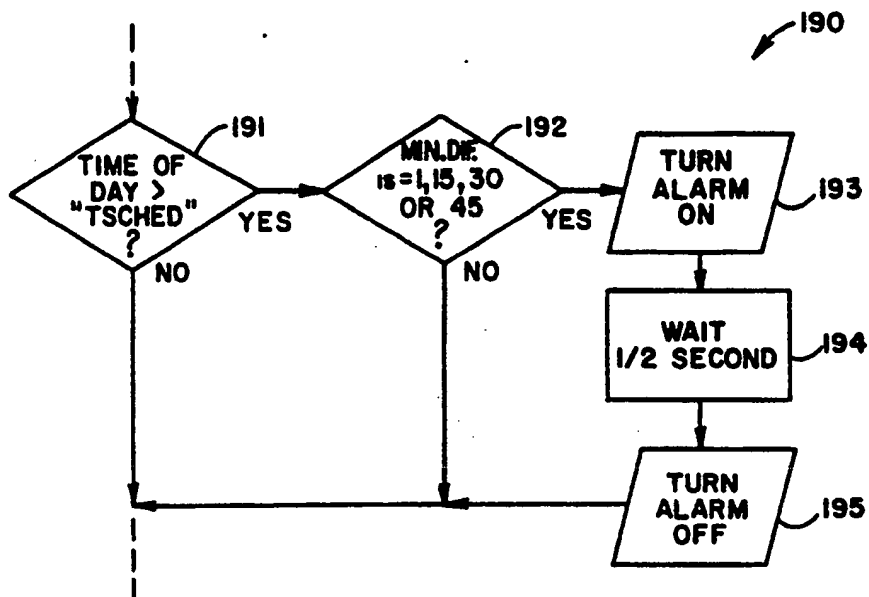 190
191
TIME OF
DAY >
"TSCHED"
?
YES
NO
192
MIN.DIF.
is=1,15,30
OR 45
?
YES
NO
TURN
ALARM
ON
193
WAIT
1/2 SECOND
194
TURN
ALARM
OFF
195